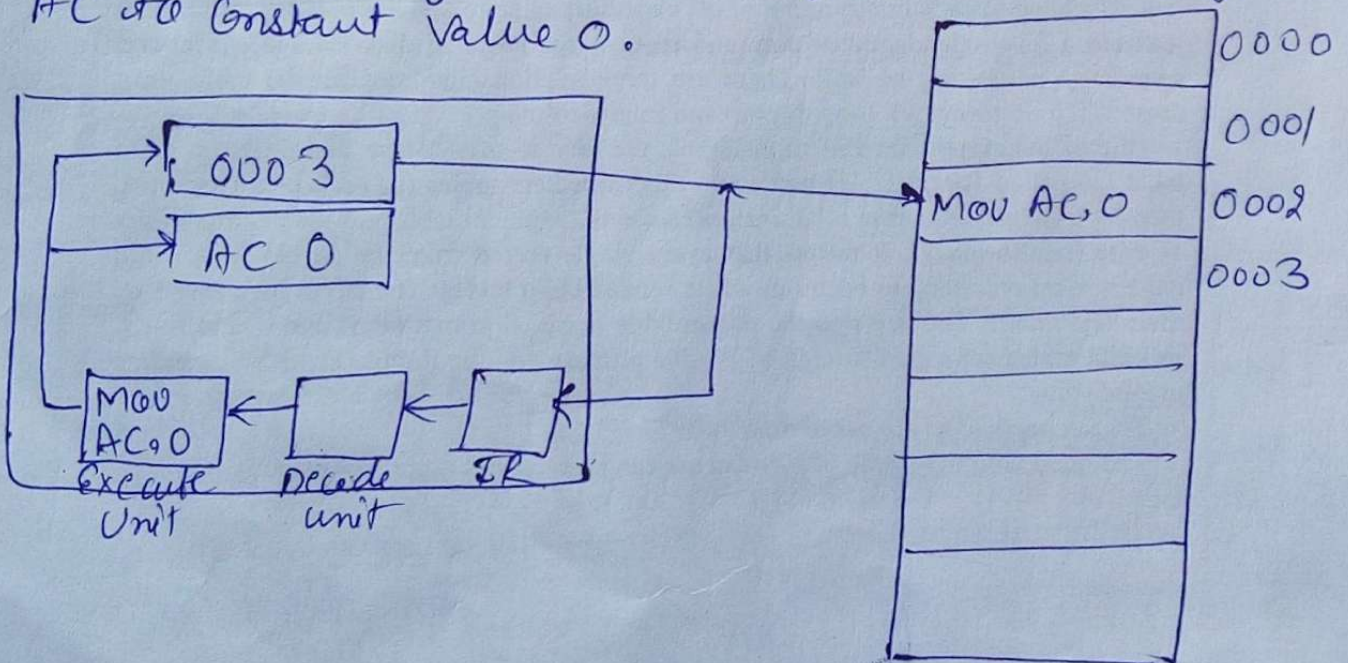 AC to Constant Value 0.
0000
0003
0001
AC 0
MOV AC, 0 0002
0003
MOV
AC, 0
Execute Decode IR
Unit unit